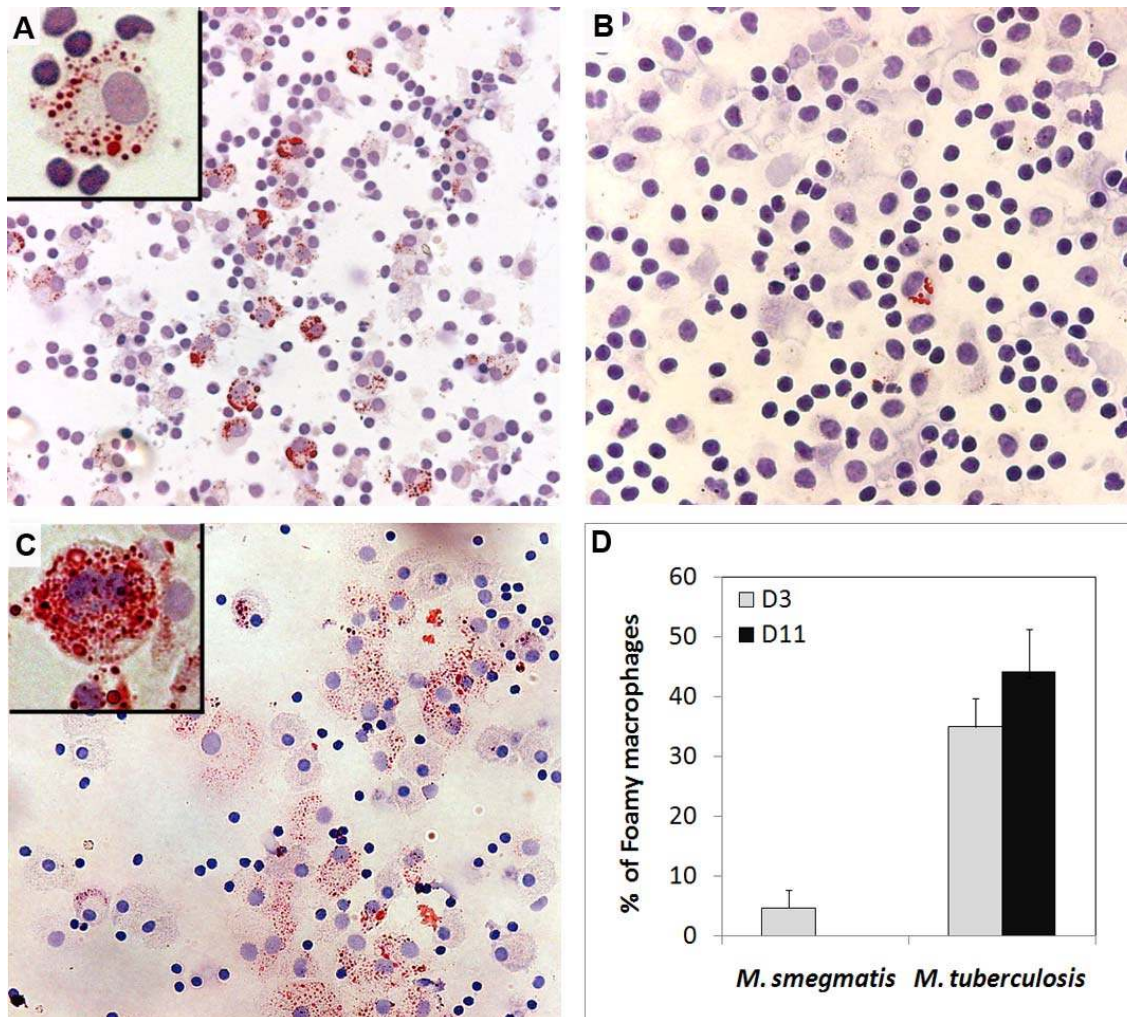 A
B
C
D
60
50
40
30
20
10
0
% of Foamy macrophages
D3
D11
M. smegmatis M. tuberculosis